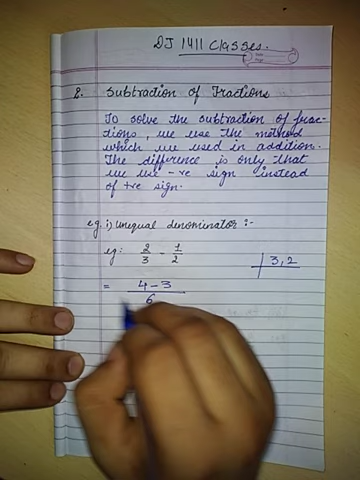 DJ 1411 Classes.
2. Subtraction of Fractions
To solve the subtraction of frac-
tions, we use the method
which we used in addition.
The difference is only that
we use -ve sign instead
of +ve sign.
eg. i) Unequal denominator :-
eg: 2/3 - 1/2
3, 2
= 4 - 3 / 6